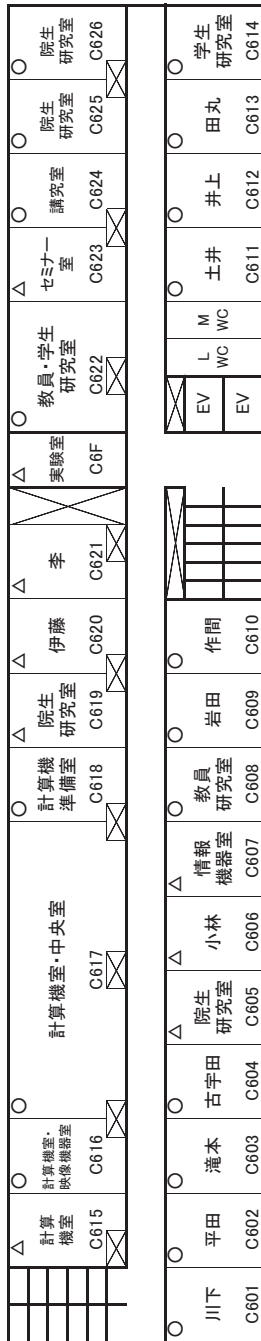 計算
機室
C615
計算機室・
映像機器室
C616
計算機室・中央室
C617
計算機
準備室
C618
院生
研究室
C619
伊藤
C620
李
C621
実験室
C6F
教員・学生
研究室
C622
セミナー
室
C623
講究室
C624
院生
研究室
C625
院生
研究室
C626
川下
C601
平田
C602
滝本
C603
古宇田
C604
院生
研究室
C605
小林
C606
情報
機器室
C607
教員
研究室
C608
岩田
C609
作間
C610
EV
EV
L
WC
M
WC
土井
C611
井上
C612
田丸
C613
学生
研究室
C614